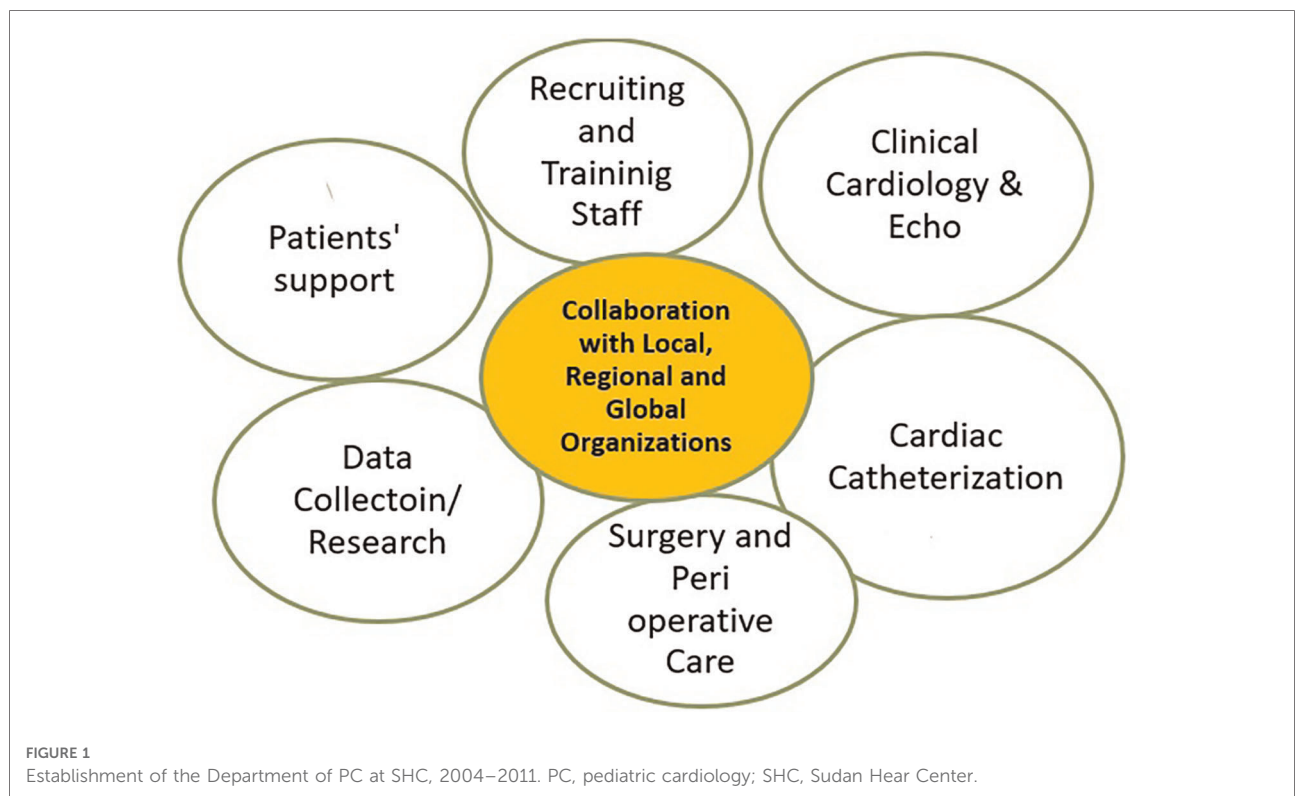 Recruiting
and
Traininig
Staff
Clinical
Cardiology &
Echo
Patients'
support
Collaboration
with Local,
Regional and
Global
Organizations
Cardiac
Catheterization
Data
Collectoin/
Research
Surgery and
Peri
operative
Care
FIGURE 1
Establishment of the Department of PC at SHC, 2004–2011. PC, pediatric cardiology; SHC, Sudan Hear Center.